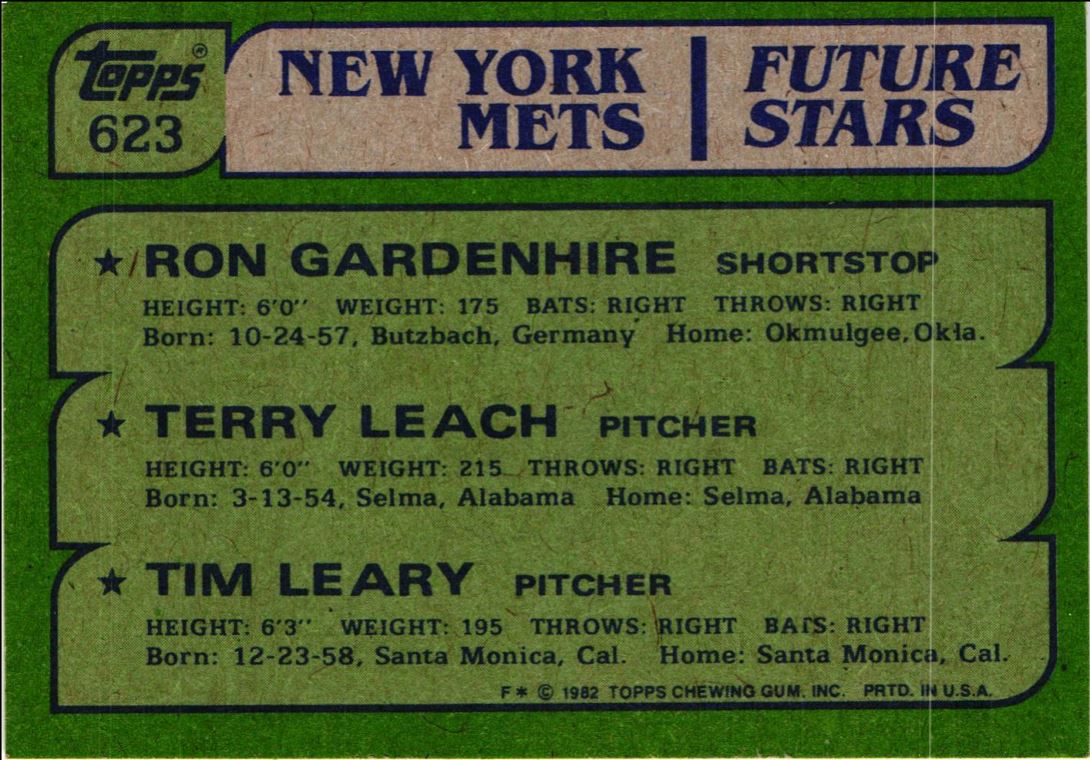 topps®
623
NEW YORK METS
FUTURE STARS
★ RON GARDENHIRE SHORTSTOP
HEIGHT: 6'0'' WEIGHT: 175 BATS: RIGHT THROWS: RIGHT
Born: 10-24-57, Butzbach, Germany Home: Okmulgee, Okla.
★ TERRY LEACH PITCHER
HEIGHT: 6'0'' WEIGHT: 215 THROWS: RIGHT BATS: RIGHT
Born: 3-13-54, Selma, Alabama Home: Selma, Alabama
★ TIM LEARY PITCHER
HEIGHT: 6'3'' WEIGHT: 195 THROWS: RIGHT BATS: RIGHT
Born: 12-23-58, Santa Monica, Cal. Home: Santa Monica, Cal.
F* © 1982 TOPPS CHEWING GUM, INC. PRTD. IN U.S.A.